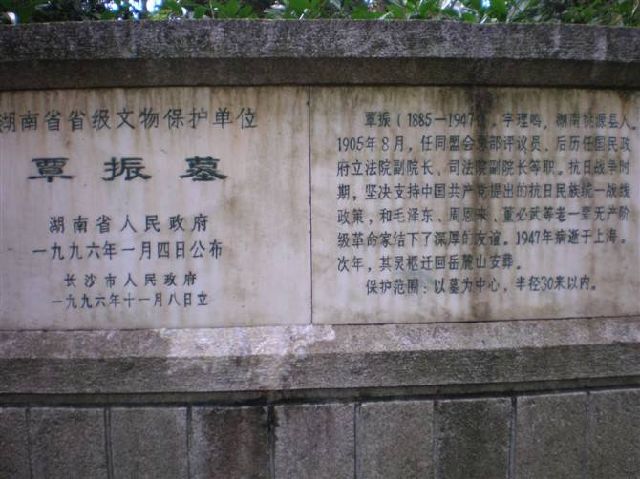 湖南省省级文物保护单位
覃振墓
湖南省人民政府
一九九六年一月四日公布
长沙市人民政府
一九九六年十一月八日立
覃振（1885—1947），字理鸣，湖南桃源县人。
1905年8月，任同盟会总部评议员、后历任国民政
府立法院副院长、司法院副院长等职。抗日战争时
期，坚决支持中国共产党提出的抗日民族统一战线
政策，和毛泽东、周恩来、董必武等老一辈无产阶
级革命家结下了深厚的友谊。1947年病逝于上海。
次年，其灵柩迁回岳麓山安葬。
保护范围：以墓为中心，半径30米以内。